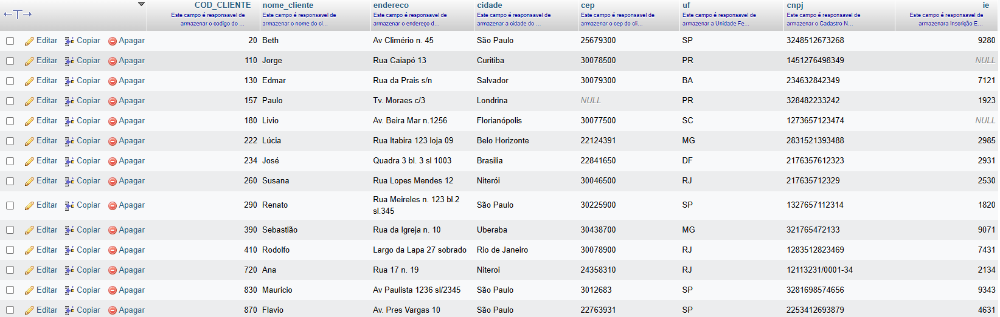 COD_CLIENTE nome_cliente endereco cidade cep uf cnpj ie
Este campo é responsavel de Este campo é responsavel de Este campo é responsavel de Este campo é responsavel de Este campo é responsavel de Este campo é responsavel de Este campo é responsavel de Este campo é responsavel de
armazenar o codigo do ... armazenar o nome do cl... armazenar o endereço d... armazenar a cidade do ... armazenar o cep do cli... armazenar a Unidade Fe... armazenar o Cadastro N... armazenara Inscrição E...
Editar Copiar Apagar 20 Beth Av Climério n. 45 São Paulo 25679300 SP 3248512673268 9280
Editar Copiar Apagar 110 Jorge Rua Caiapó 13 Curitiba 30078500 PR 1451276498349 NULL
Editar Copiar Apagar 130 Edmar Rua da Prais s/n Salvador 30079300 BA 234632842349 7121
Editar Copiar Apagar 157 Paulo Tv. Moraes c/3 Londrina NULL PR 328482233242 1923
Editar Copiar Apagar 180 Livio Av. Beira Mar n.1256 Florianópolis 30077500 SC 1273657123474 NULL
Editar Copiar Apagar 222 Lúcia Rua Itabira 123 loja 09 Belo Horizonte 22124391 MG 2831521393488 2985
Editar Copiar Apagar 234 José Quadra 3 bl. 3 sl 1003 Brasilia 22841650 DF 2176357612323 2931
Editar Copiar Apagar 260 Susana Rua Lopes Mendes 12 Niterói 30046500 RJ 217635712329 2530
Editar Copiar Apagar 290 Renato Rua Meireles n. 123 bl.2 São Paulo 30225900 SP 1327657112314 1820
sl.345
Editar Copiar Apagar 390 Sebastião Rua da Igreja n. 10 Uberaba 30438700 MG 321765472133 9071
Editar Copiar Apagar 410 Rodolfo Largo da Lapa 27 sobrado Rio de Janeiro 30078900 RJ 1283512823469 7431
Editar Copiar Apagar 720 Ana Rua 17 n. 19 Niteroi 24358310 RJ 12113231/0001-34 2134
Editar Copiar Apagar 830 Mauricio Av Paulista 1236 sl/2345 São Paulo 3012683 SP 3281698574656 9343
Editar Copiar Apagar 870 Flavio Av. Pres Vargas 10 São Paulo 22763931 SP 2253412693879 4631